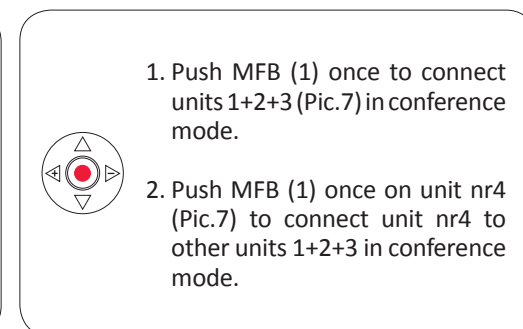 1. Push MFB (1) once to connect
units 1+2+3 (Pic.7) in conference
mode.
2. Push MFB (1) once on unit nr4
(Pic.7) to connect unit nr4 to
other units 1+2+3 in conference
mode.